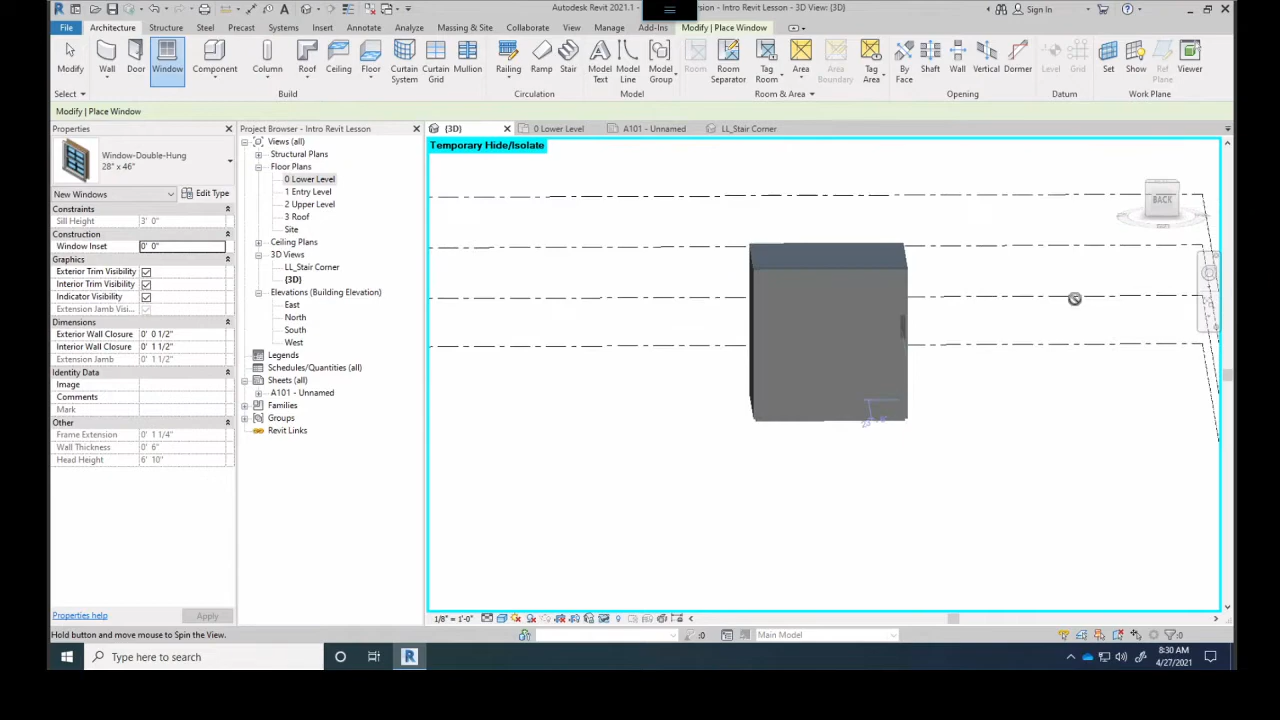 Autodesk Revit 2021.1
Intro Revit Lesson - 3D View: {3D}
Sign In
File Architecture Structure Steel Precast Systems Insert Annotate Analyze Massing & Site Collaborate View Manage Add-Ins Modify | Place Window
Modify Wall Door Window Component Column Roof Ceiling Floor Curtain System Curtain Grid Mullion Railing Ramp Stair Model Text Model Line Model Group Room Room Separator Tag Room Area Area Boundary Tag Area By Face Shaft Wall Vertical Dormer Level Grid Set Show Ref Plane Viewer
Select Build Circulation Model Room & Area Opening Datum Work Plane
Modify | Place Window
Properties
Window-Double-Hung
28" x 46"
New Windows Edit Type
Constraints
Sill Height 3' 0"
Construction
Window Inset 0' 0"
Graphics
Exterior Trim Visibility
Interior Trim Visibility
Indicator Visibility
Extension Jamb Visi...
Dimensions
Exterior Wall Closure 0' 0 1/2"
Interior Wall Closure 0' 1 1/2"
Extension Jamb 0' 1 1/2"
Identity Data
Image
Comments
Mark
Other
Frame Extension 0' 1 1/4"
Wall Thickness 0' 6"
Head Height 6' 10"
Properties help Apply
Project Browser - Intro Revit Lesson
Views (all)
Structural Plans
Floor Plans
0 Lower Level
1 Entry Level
2 Upper Level
3 Roof
Site
Ceiling Plans
3D Views
LL_Stair Corner
{3D}
Elevations (Building Elevation)
East
North
South
West
Legends
Schedules/Quantities (all)
Sheets (all)
A101 - Unnamed
Families
Groups
Revit Links
{3D} 0 Lower Level A101 - Unnamed LL_Stair Corner
Temporary Hide/Isolate
BACK
1/8" = 1'-0"
Hold button and move mouse to Spin the View.
:0 Main Model :0
Type here to search
8:30 AM
4/27/2021